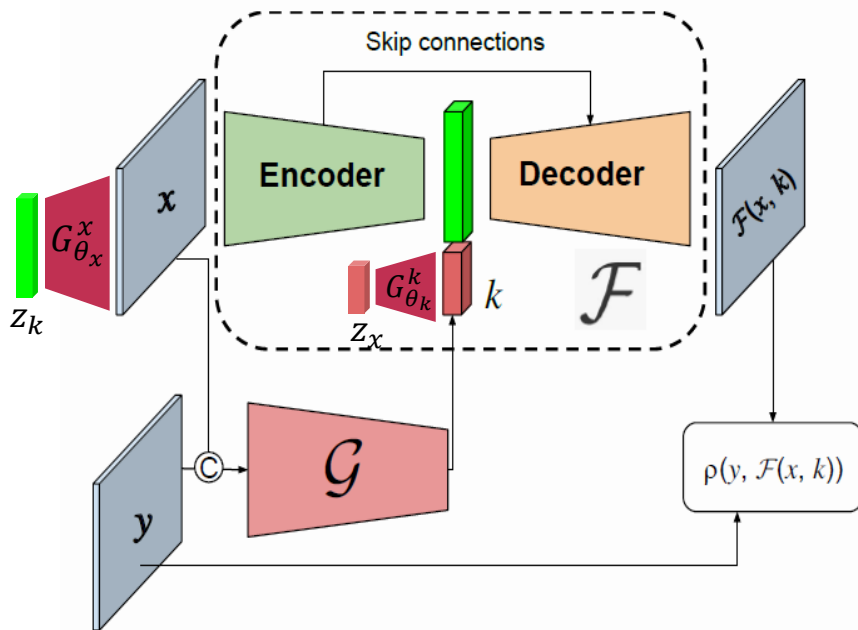 Skip connections
x
Encoder
Decoder
F(x, k)
G^x_{θ_x}
z_k
G^k_{θ_k}
z_x
k
ℱ
y
C
𝒢
ρ(y, ℱ(x, k))